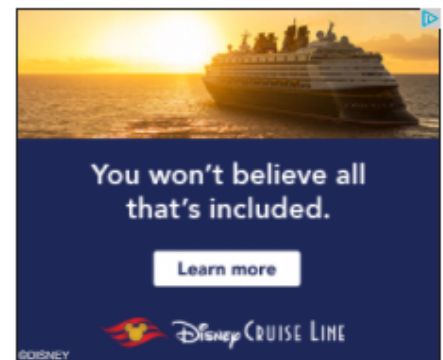 You won't believe all
that's included.
Learn more
Disney CRUISE LINE
©DISNEY